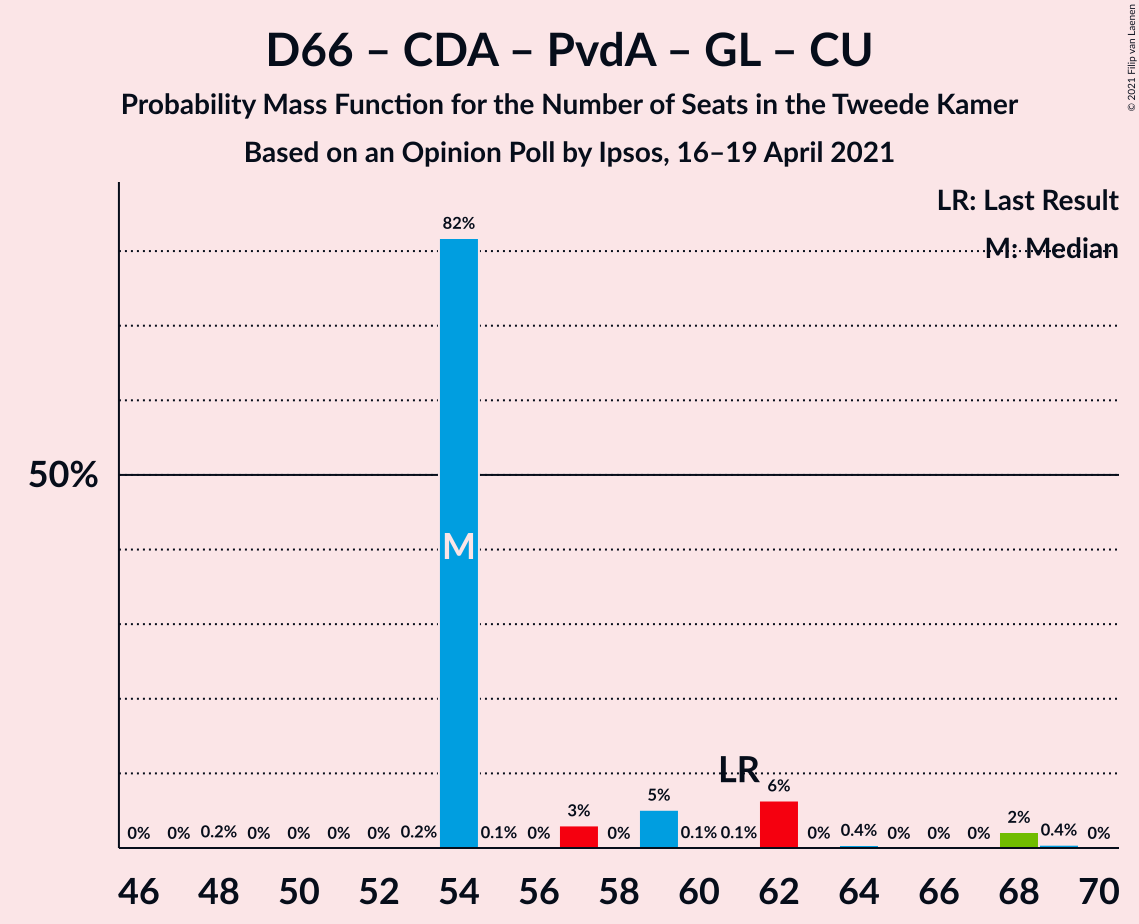 D66 – CDA – PvdA – GL – CU
Probability Mass Function for the Number of Seats in the Tweede Kamer
Based on an Opinion Poll by Ipsos, 16–19 April 2021
© 2021 Filip van Laenen
LR: Last Result
M: Median
82%
50%
M
LR
0% 0% 0.2% 0% 0% 0% 0% 0.2% 0.1% 0% 3% 0% 5% 0.1% 0.1% 6% 0% 0.4% 0% 0% 0% 2% 0.4% 0%
46 48 50 52 54 56 58 60 62 64 66 68 70